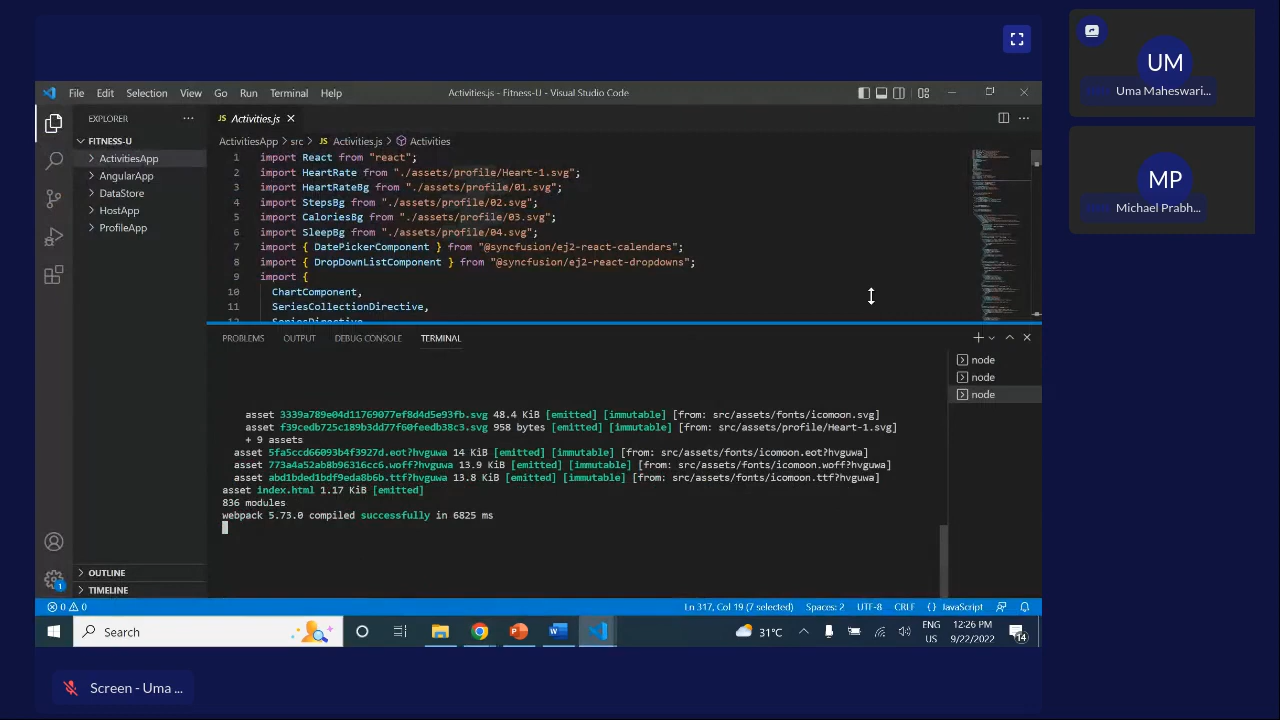 File Edit Selection View Go Run Terminal Help
Activities.js - Fitness-U - Visual Studio Code
EXPLORER
FITNESS-U
ActivitiesApp
AngularApp
DataStore
HostApp
ProfileApp
OUTLINE
TIMELINE
JS Activities.js
ActivitiesApp > src > JS Activities.js > Activities
1 import React from "react";
2 import HeartRate from "./assets/profile/Heart-1.svg";
3 import HeartRateBg from "./assets/profile/01.svg";
4 import StepsBg from "./assets/profile/02.svg";
5 import CaloriesBg from "./assets/profile/03.svg";
6 import SleepBg from "./assets/profile/04.svg";
7 import { DatePickerComponent } from "@syncfusion/ej2-react-calendars";
8 import { DropDownListComponent } from "@syncfusion/ej2-react-dropdowns";
9 import {
10 ChartComponent,
11 SeriesCollectionDirective,
12 SeriesDirective
PROBLEMS OUTPUT DEBUG CONSOLE TERMINAL
node
node
node
asset 3339a789e04d11769077ef8d4d5e93fb.svg 48.4 KiB [emitted] [immutable] [from: src/assets/fonts/icomoon.svg]
asset f39cedb725c189b3dd77f60feedb38c3.svg 958 bytes [emitted] [immutable] [from: src/assets/profile/Heart-1.svg]
+ 9 assets
asset 5fa5ccd66093b4f3927d.eot?hvguwa 14 KiB [emitted] [immutable] [from: src/assets/fonts/icomoon.eot?hvguwa]
asset 773a4a52ab8b96316cc6.woff?hvguwa 13.9 KiB [emitted] [immutable] [from: src/assets/fonts/icomoon.woff?hvguwa]
asset abd1bded1bdf9eda8b6b.ttf?hvguwa 13.8 KiB [emitted] [immutable] [from: src/assets/fonts/icomoon.ttf?hvguwa]
asset index.html 1.17 KiB [emitted]
836 modules
webpack 5.73.0 compiled successfully in 6825 ms
1
0 0
Ln 317, Col 19 (7 selected) Spaces: 2 UTF-8 CRLF {} JavaScript
Search
31°C
ENG
US
12:26 PM
9/22/2022
14
Screen - Uma ...
UM
Uma Maheswari...
MP
Michael Prabh...